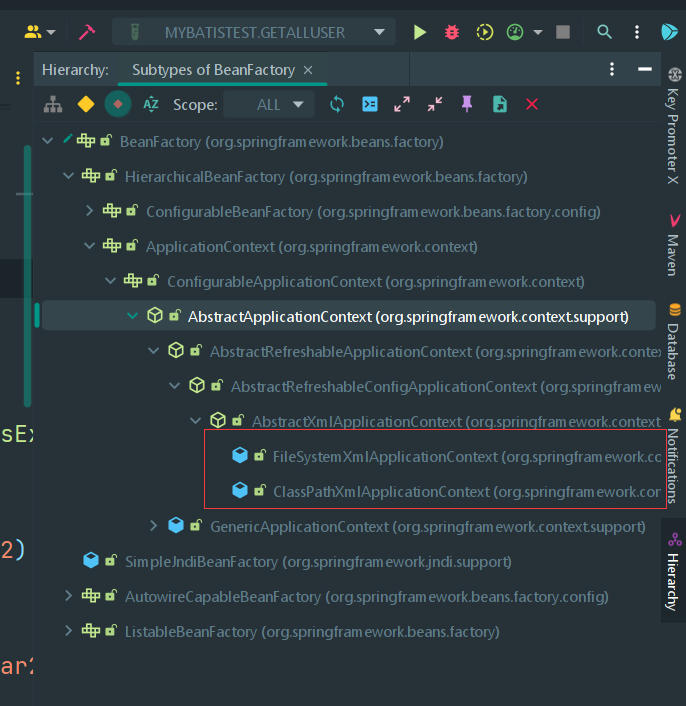 MYBATISTEST.GETALLUSER
Hierarchy: Subtypes of BeanFactory
Scope: ALL
BeanFactory (org.springframework.beans.factory)
HierarchicalBeanFactory (org.springframework.beans.factory)
ConfigurableBeanFactory (org.springframework.beans.factory.config)
ApplicationContext (org.springframework.context)
ConfigurableApplicationContext (org.springframework.context)
AbstractApplicationContext (org.springframework.context.support)
AbstractRefreshableApplicationContext (org.springframework.contex
AbstractRefreshableConfigApplicationContext (org.springframew
AbstractXmlApplicationContext (org.springframework.context
FileSystemXmlApplicationContext (org.springframework.co
ClassPathXmlApplicationContext (org.springframework.con
GenericApplicationContext (org.springframework.context.support)
SimpleJndiBeanFactory (org.springframework.jndi.support)
AutowireCapableBeanFactory (org.springframework.beans.factory.config)
ListableBeanFactory (org.springframework.beans.factory)
sEx
2)
ar2
Key Promoter X
Maven
Database
Notifications
Hierarchy